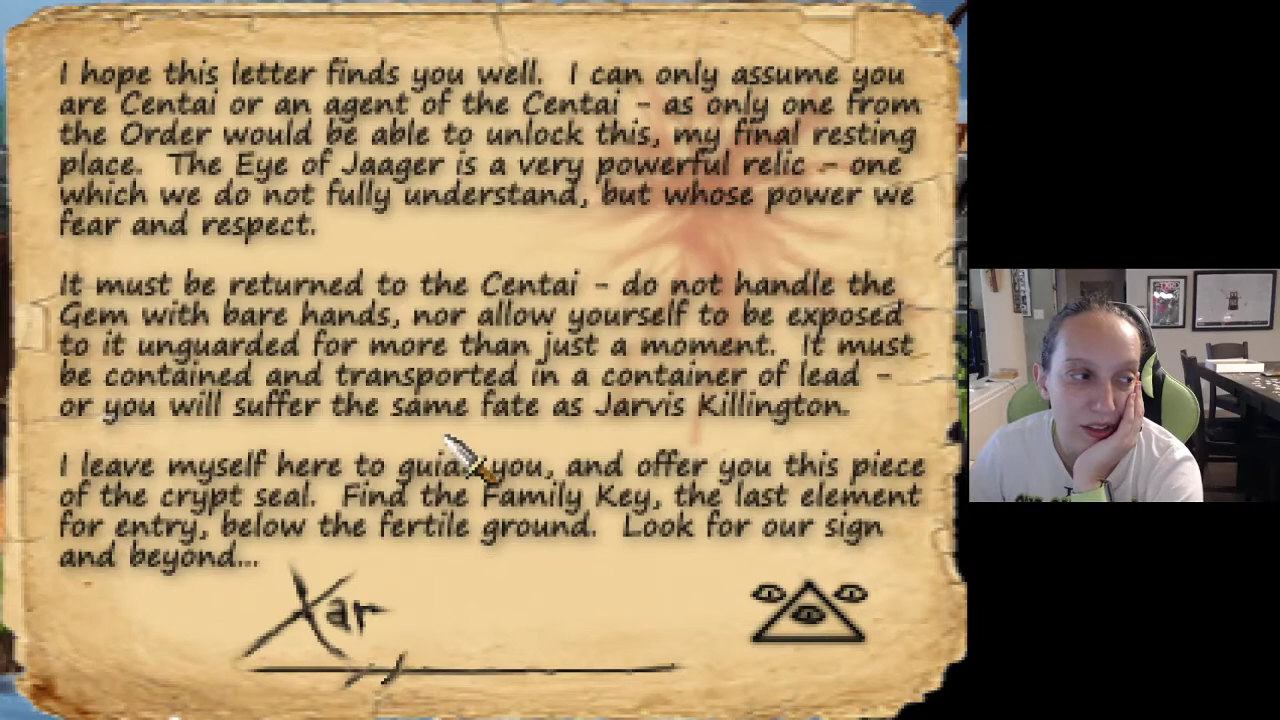 I hope this letter finds you well. I can only assume you
are Centai or an agent of the Centai - as only one from
the Order would be able to unlock this, my final resting
place. The Eye of Jaager is a very powerful relic - one
which we do not fully understand, but whose power we
fear and respect.
It must be returned to the Centai - do not handle the
Gem with bare hands, nor allow yourself to be exposed
to it unguarded for more than just a moment. It must
be contained and transported in a container of lead -
or you will suffer the same fate as Jarvis Killington.
I leave myself here to you, and offer you this piece
of the crypt seal. Find the Family Key, the last element
for entry, below the fertile ground. Look for our sign
and beyond...
Xar